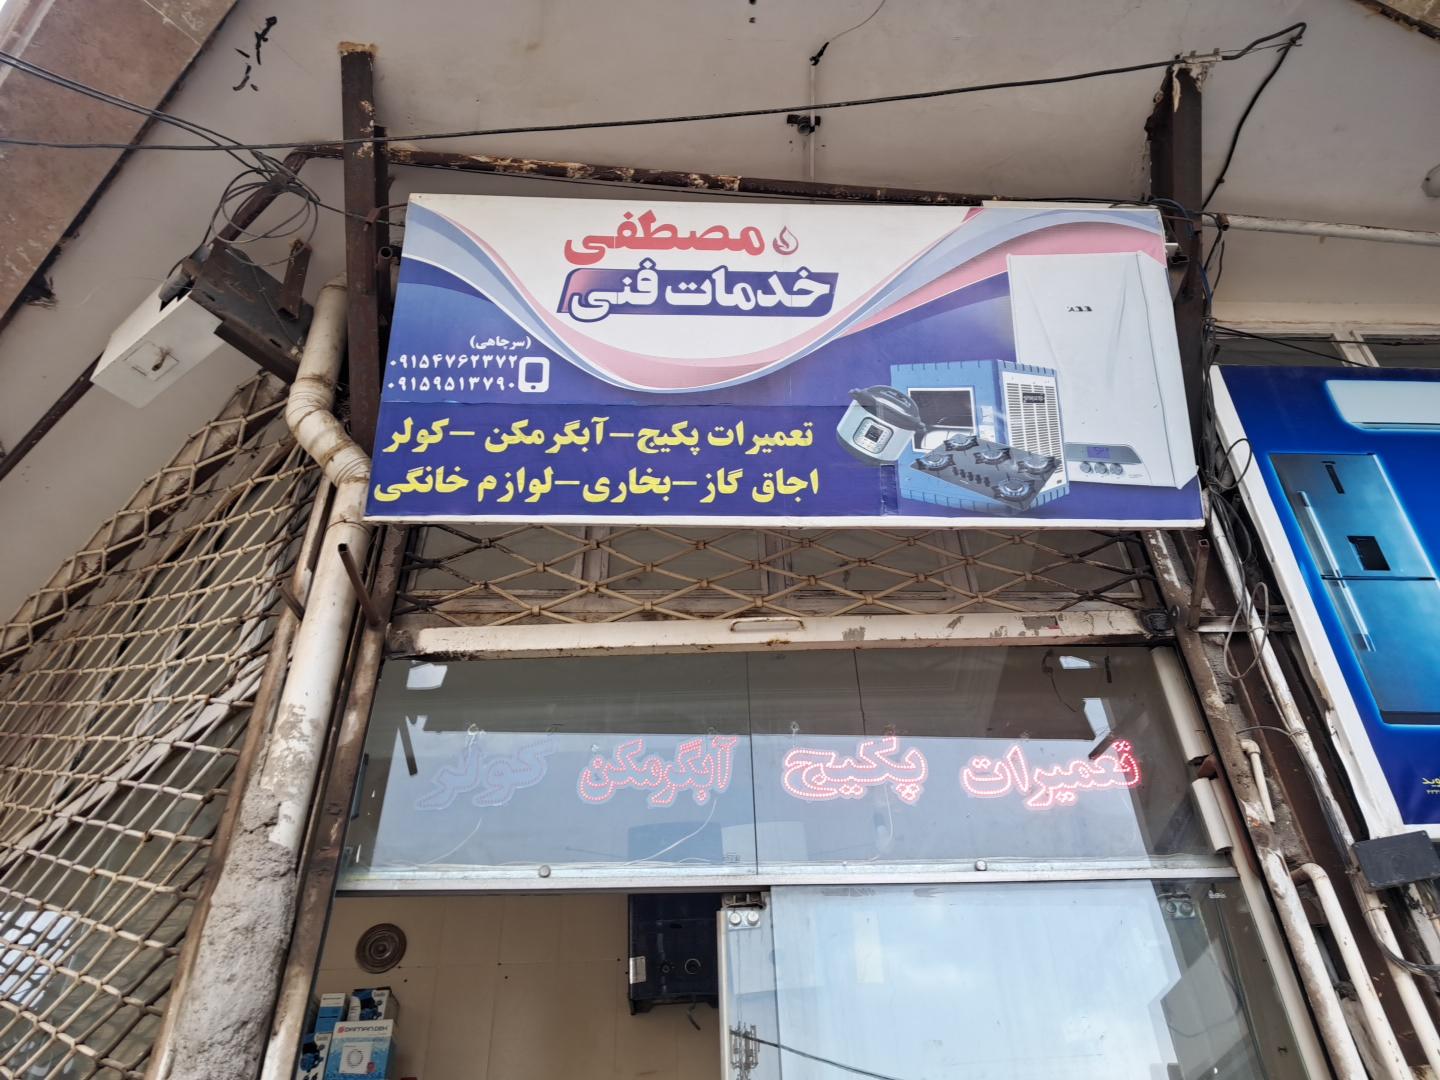 مصطفی
خدمات فنی
(سرچاهی)
۰۹۱۵۴۷۶۲۳۷۲
۰۹۱۵۹۵۱۳۷۹۰
تعمیرات پکیج-آبگرمکن-کولر
اجاق گاز-بخاری-لوازم خانگی
تعمیرات پکیج آبگرمکن کولر
DAMANDEH